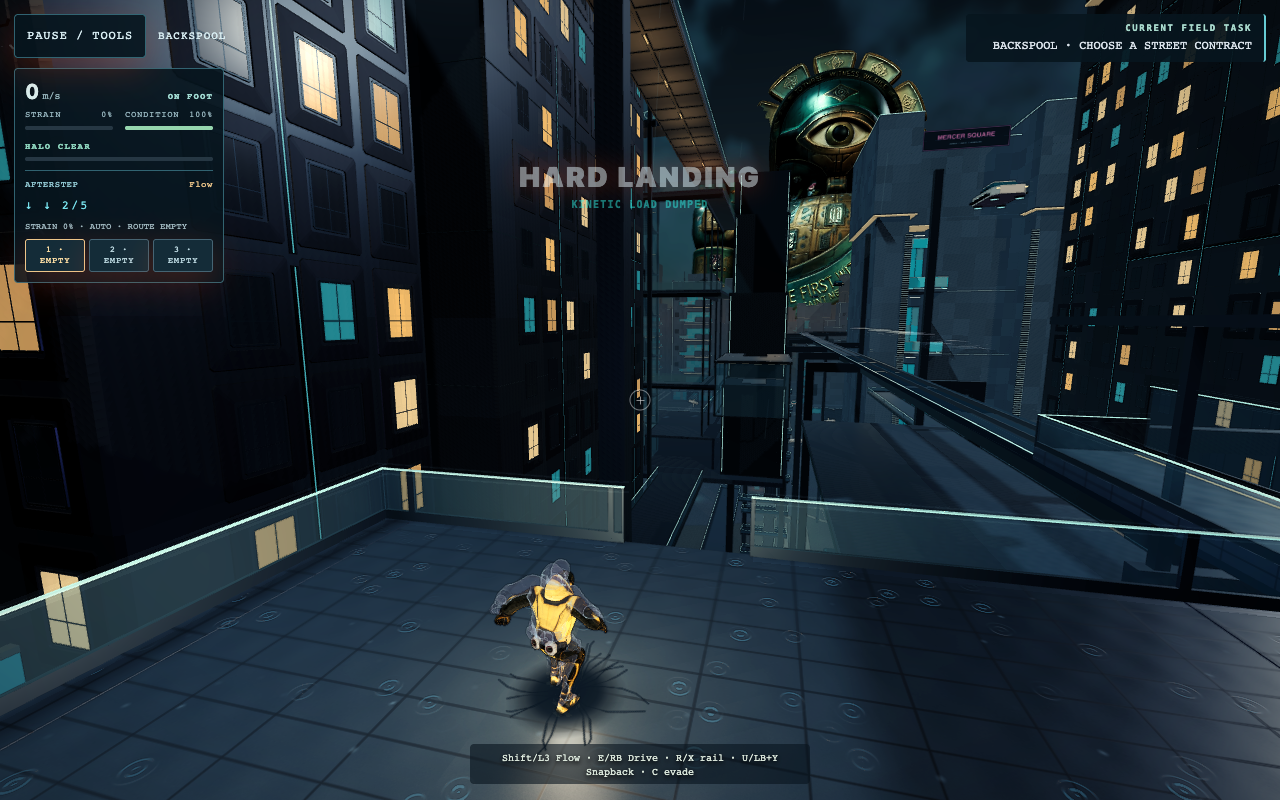 PAUSE / TOOLS
BACKSPOOL
CURRENT FIELD TASK
BACKSPOOL · CHOOSE A STREET CONTRACT
0 m/s
ON FOOT
STRAIN 0%
CONDITION 100%
HALO CLEAR
AFTERSTEP
Flow
↓ ↓ 2/5
STRAIN 0% · AUTO · ROUTE EMPTY
1 ·
EMPTY
2 ·
EMPTY
3 ·
EMPTY
HARD LANDING
KINETIC LOAD DUMPED
MERCER SQUARE
E FIRST
Shift/L3 Flow · E/RB Drive · R/X rail · U/LB+Y
Snapback · C evade